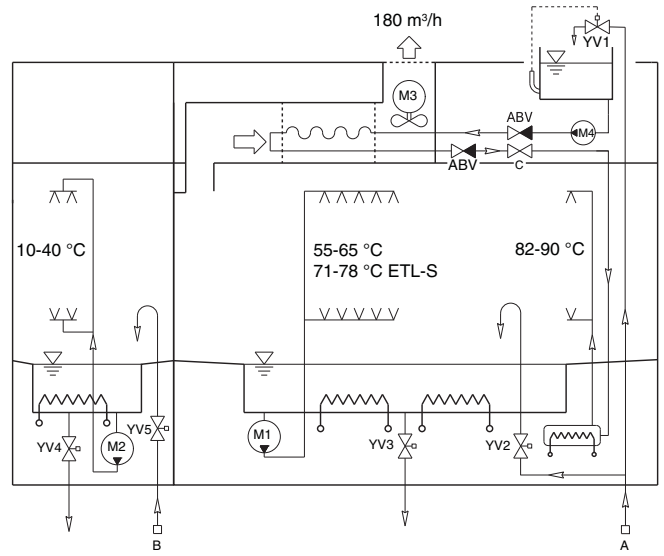 180 m³/h
YV1
M3
ABV
M4
ABV
C
10-40 °C
55-65 °C
71-78 °C ETL-S
82-90 °C
YV4
M2
YV5
M1
YV3
YV2
B
A